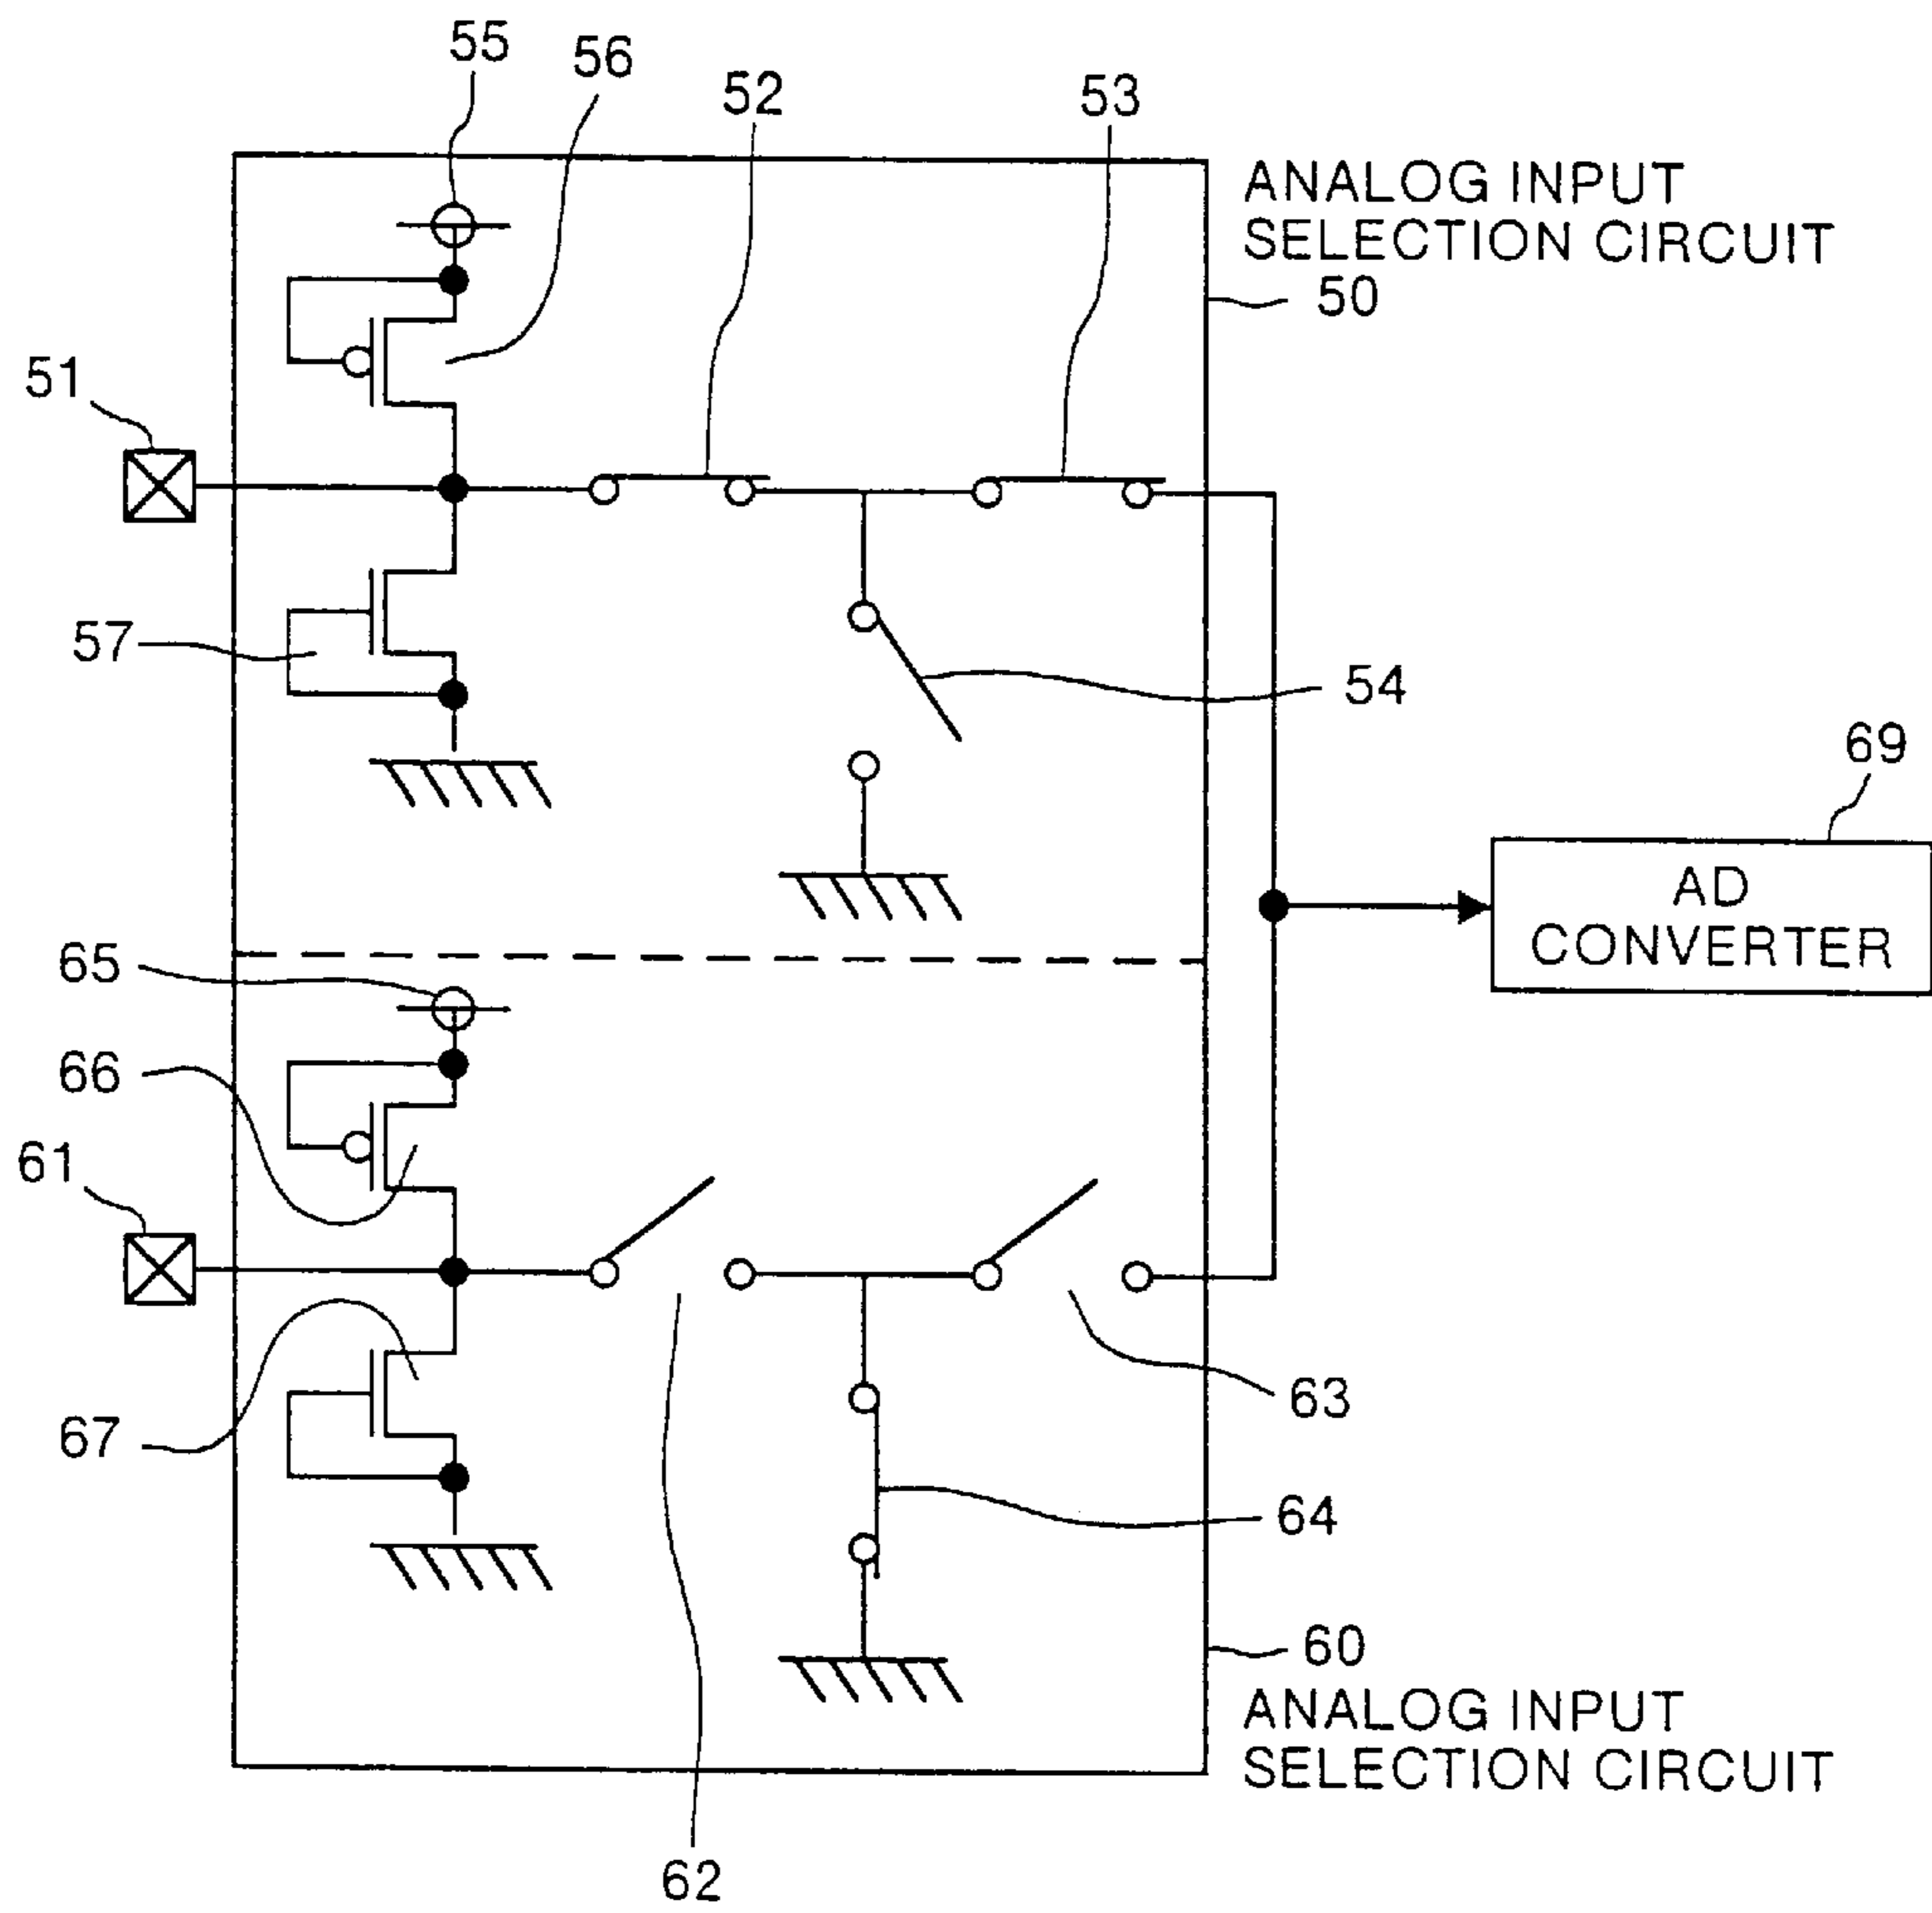 55
56
52
53
ANALOG INPUT
SELECTION CIRCUIT
50
51
57
54
69
AD
CONVERTER
65
66
61
67
63
64
60
ANALOG INPUT
SELECTION CIRCUIT
62